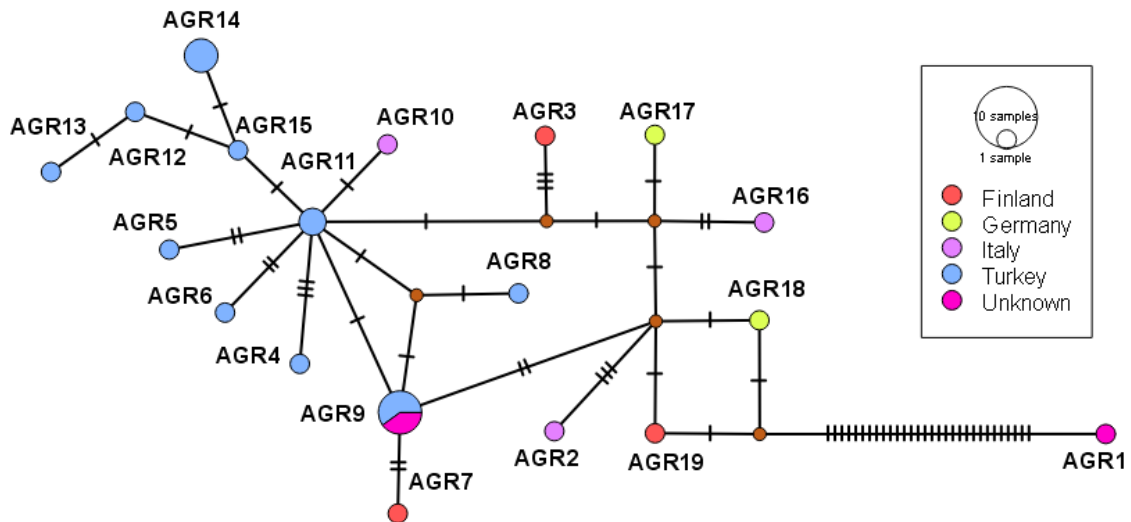 AGR14
AGR13
AGR12
AGR15
AGR11
AGR10
AGR3
AGR17
AGR5
AGR16
AGR6
AGR8
AGR18
AGR4
AGR9
AGR7
AGR2
AGR19
AGR1
10 samples
1 sample
Finland
Germany
Italy
Turkey
Unknown